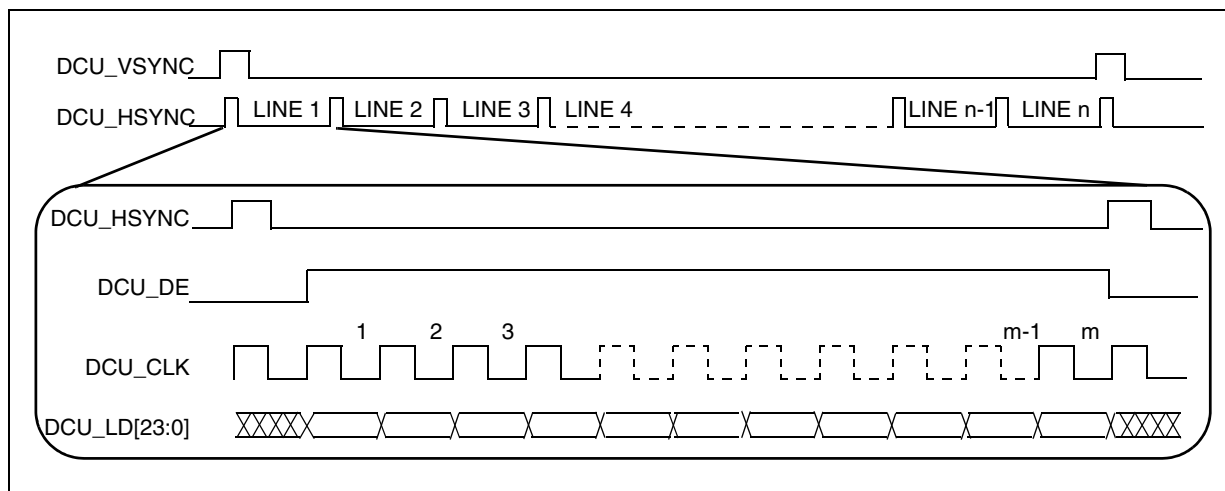 DCU_VSYNC
DCU_HSYNC LINE 1 LINE 2 LINE 3 LINE 4 LINE n-1 LINE n
DCU_HSYNC
DCU_DE
1 2 3 m-1 m
DCU_CLK
DCU_LD[23:0]